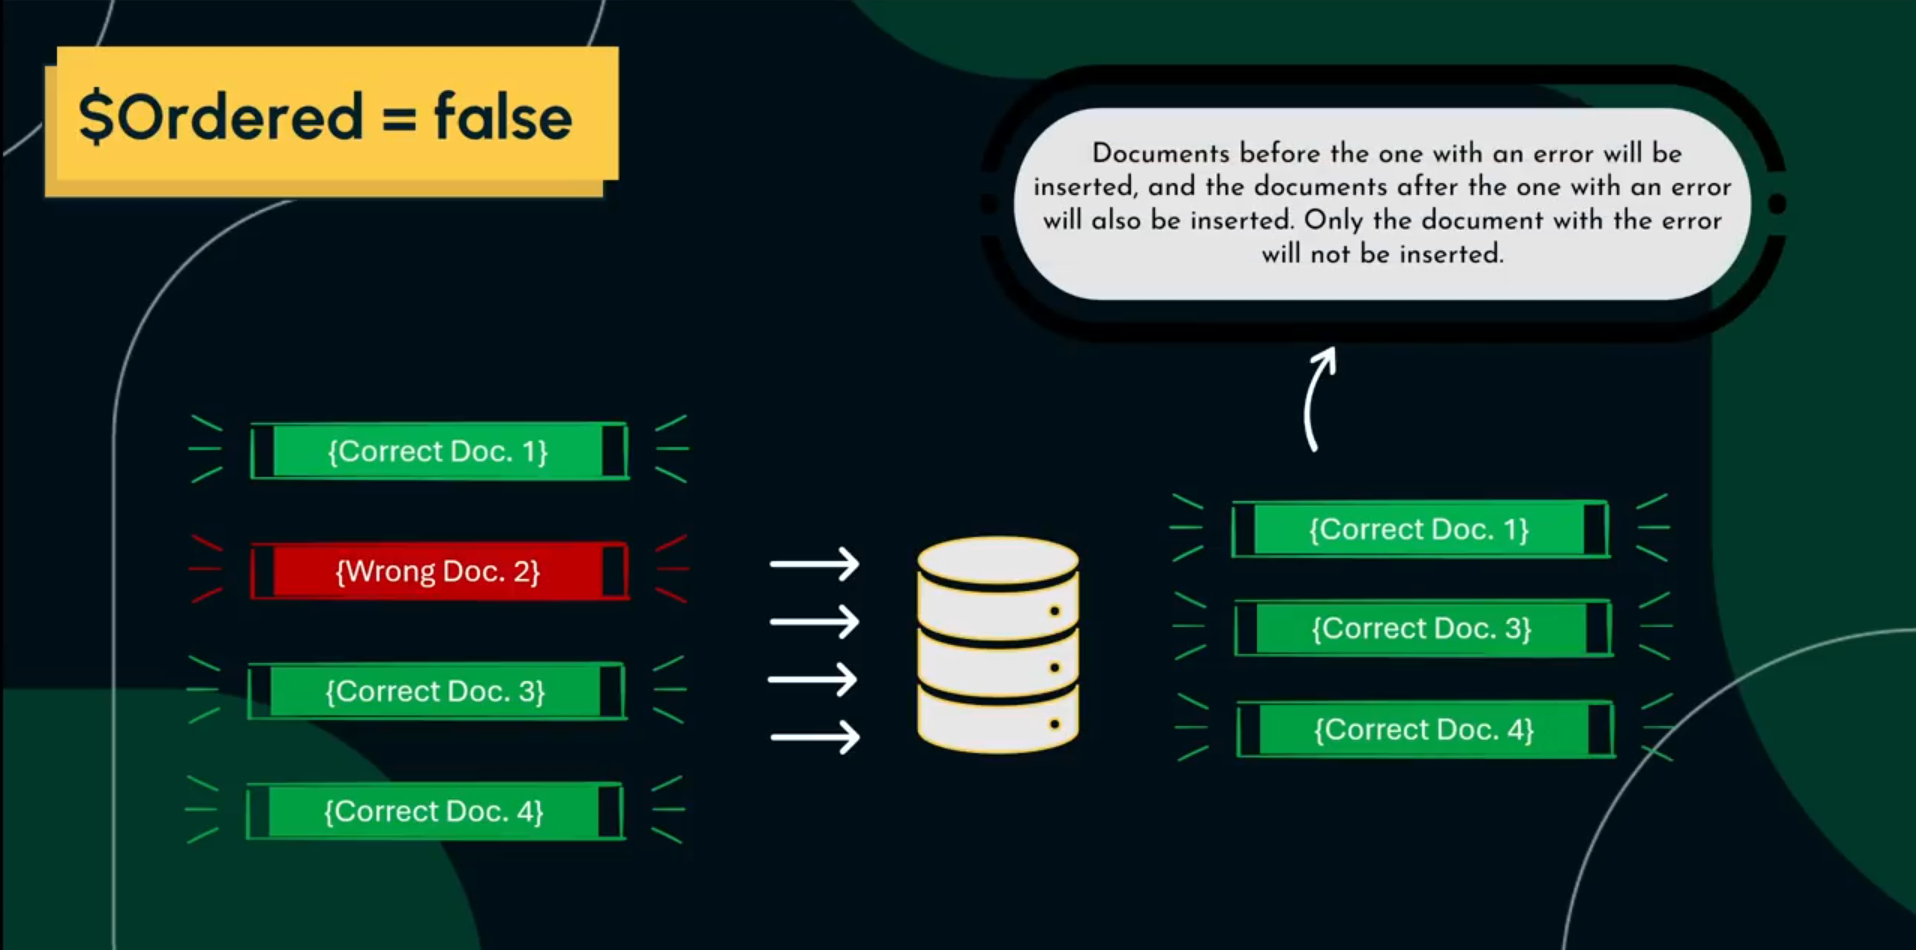 $Ordered = false
Documents before the one with an error will be
inserted, and the documents after the one with an error
will also be inserted. Only the document with the error
will not be inserted.
{Correct Doc. 1}
{Wrong Doc. 2}
{Correct Doc. 3}
{Correct Doc. 4}
{Correct Doc. 1}
{Correct Doc. 3}
{Correct Doc. 4}